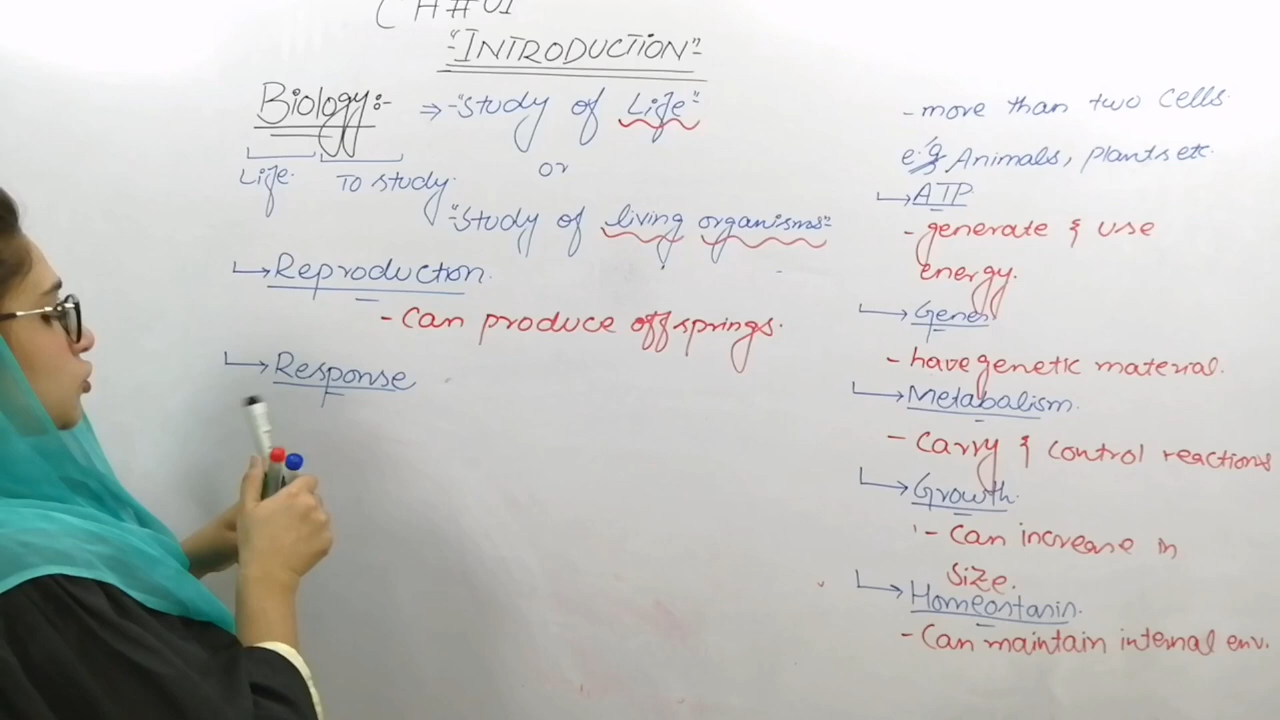 CH#01
"INTRODUCTION"
Biology:- ⇒ -"Study of Life"
Life. To study.
or
"Study of living organisms"
↳ Reproduction.
- Can produce offsprings.
↳ Response
- more than two cells.
e.g Animals, plants etc.
↳ ATP
- generate & use
energy.
↳ Genes
- have genetic material.
↳ Metabalism.
- Carry & control reactions
↳ Growth.
- Can increase in
size.
↳ Homeostasis.
- Can maintain internal env.